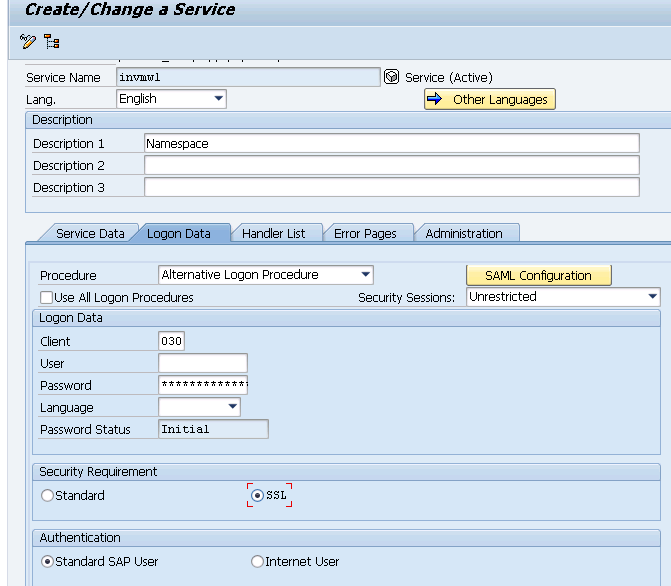 Create/Change a Service
Service Name invmw1 Service (Active)
Lang. English Other Languages
Description
Description 1 Namespace
Description 2
Description 3
Service Data Logon Data Handler List Error Pages Administration
Procedure Alternative Logon Procedure SAML Configuration
Use All Logon Procedures Security Sessions: Unrestricted
Logon Data
Client 030
User
Password *************
Language
Password Status Initial
Security Requirement
Standard SSL
Authentication
Standard SAP User Internet User